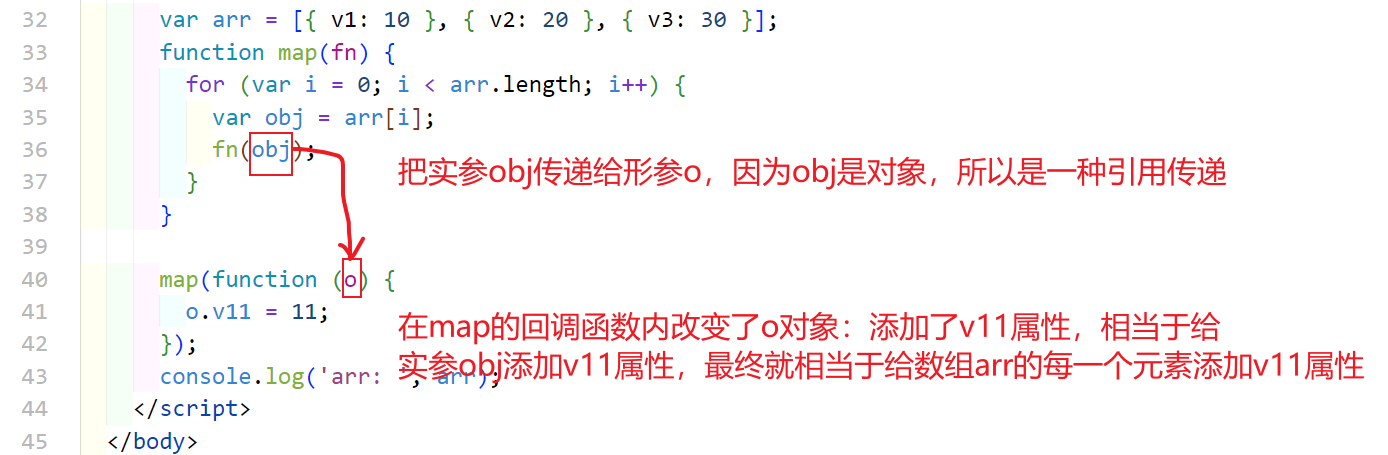 32 var arr = [{ v1: 10 }, { v2: 20 }, { v3: 30 }];
33 function map(fn) {
34 for (var i = 0; i < arr.length; i++) {
35 var obj = arr[i];
36 fn(obj);
把实参obj传递给形参o，因为obj是对象，所以是一种引用传递
37 }
38 }
39
40 map(function (o) {
41 o.v11 = 11;
在map的回调函数内改变了o对象：添加了v11属性，相当于给
42 });
实参obj添加v11属性，最终就相当于给数组arr的每一个元素添加v11属性
43 console.log('arr: ', arr);
44 </script>
45 </body>